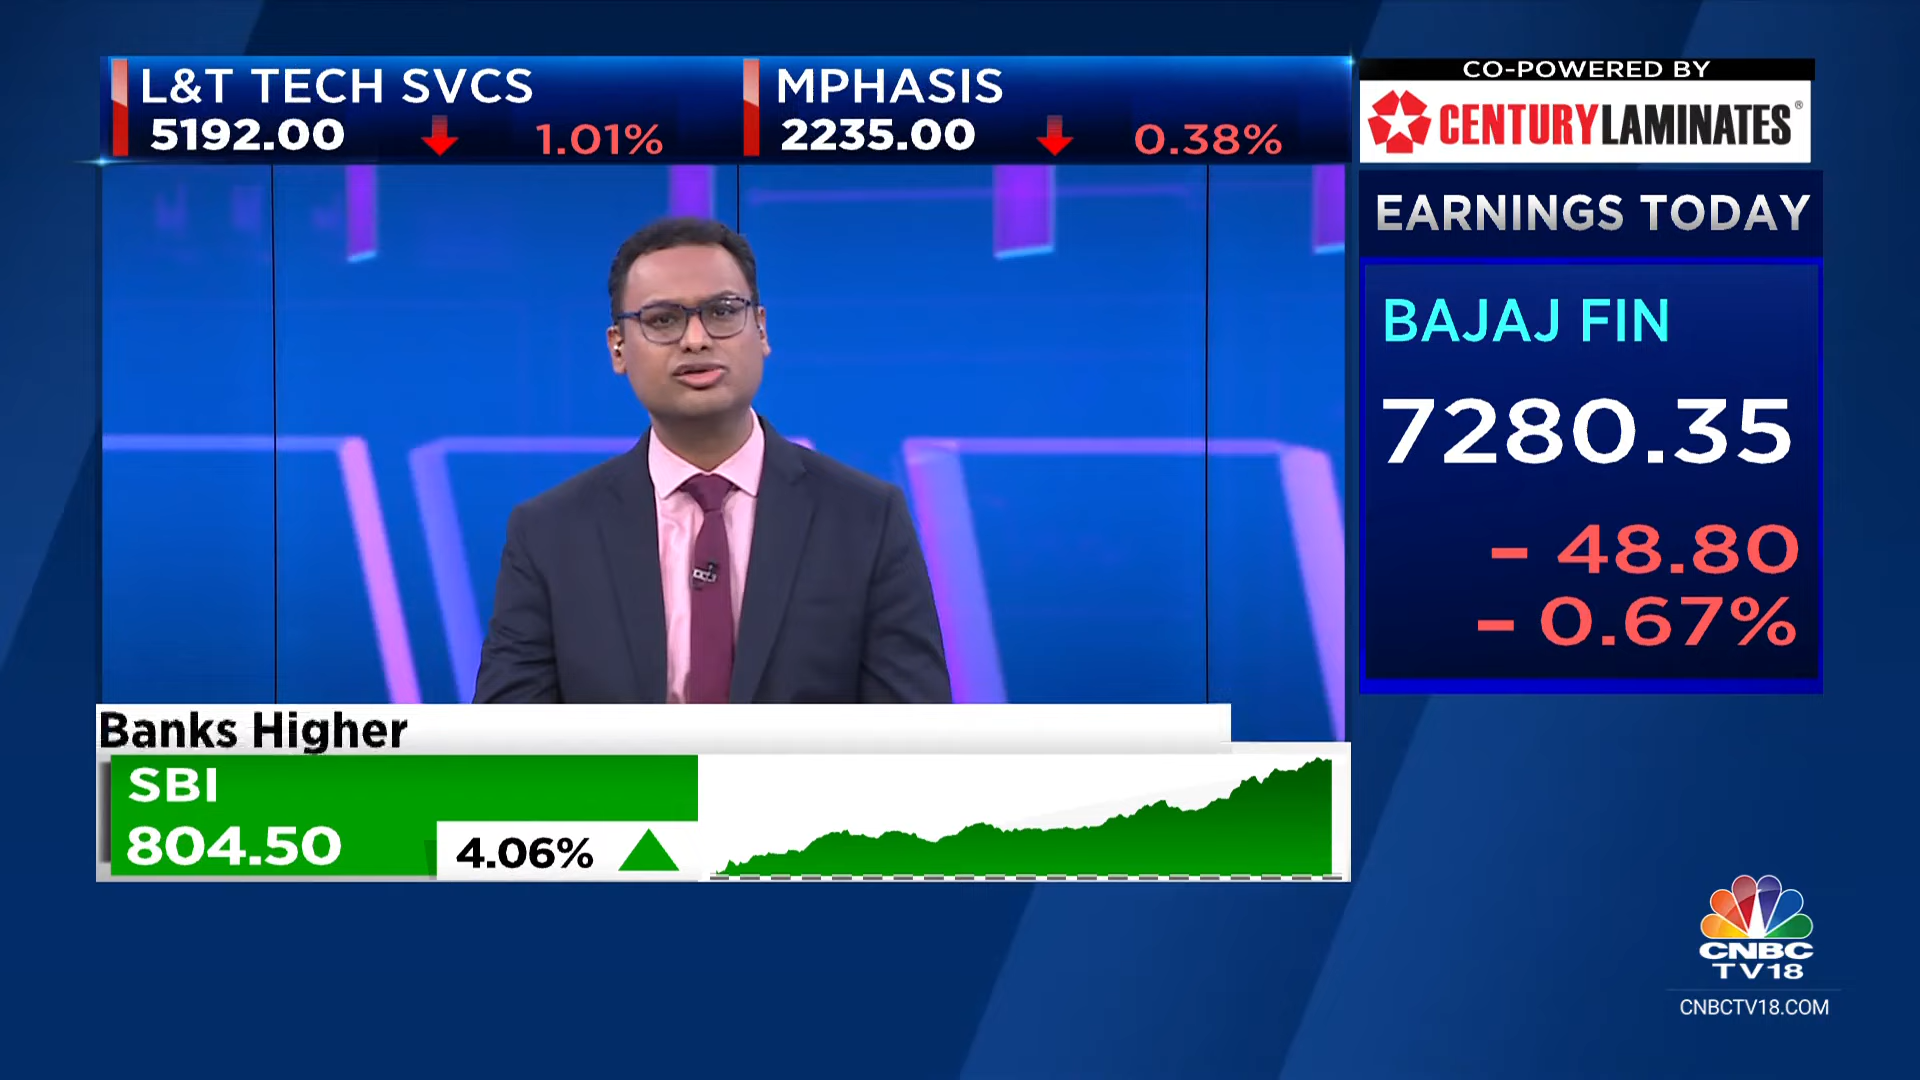 L&T TECH SVCS
5192.00 1.01%
MPHASIS
2235.00 0.38%
CO-POWERED BY
CENTURYLAMINATES®
EARNINGS TODAY
BAJAJ FIN
7280.35
- 48.80
- 0.67%
Banks Higher
SBI
804.50
4.06%
CNBC
TV18
CNBCTV18.COM